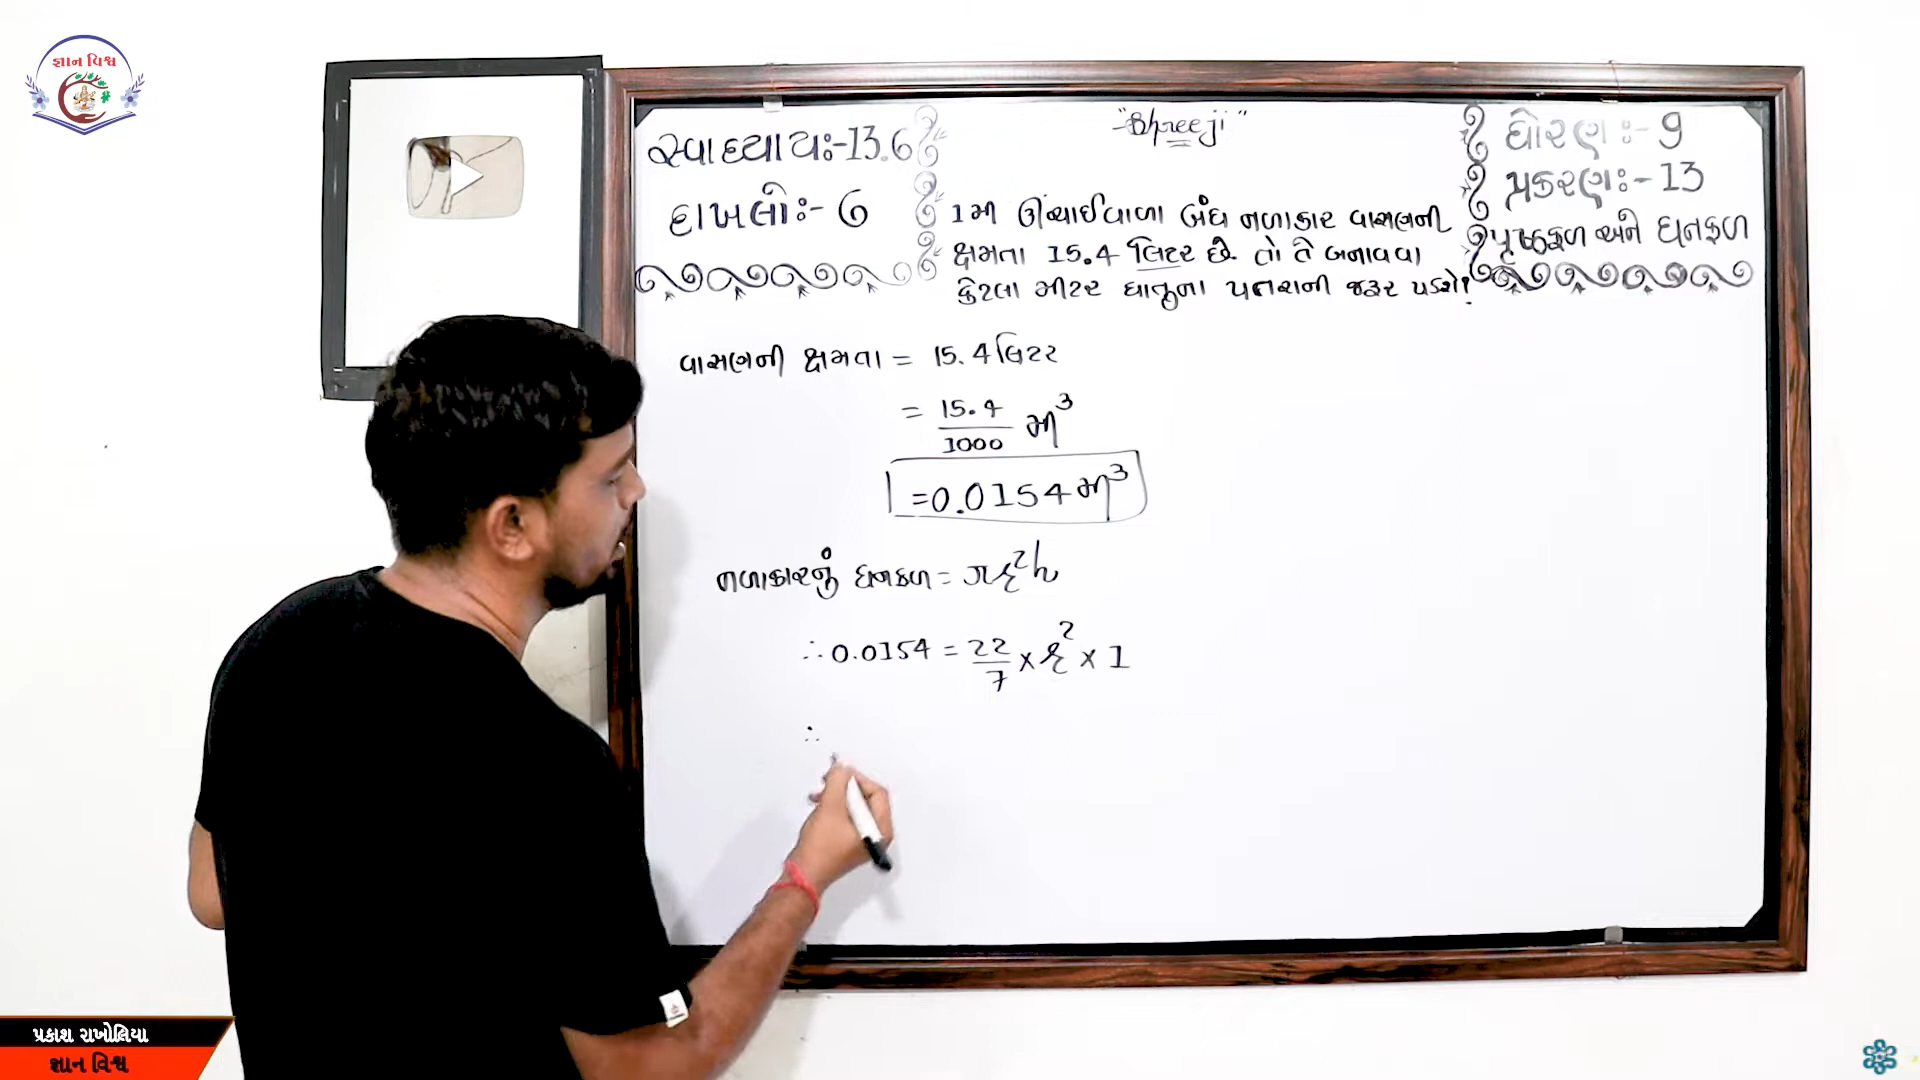 જ્ઞાન વિશ્વ
"Shreeji"
સ્વાધ્યાયઃ-13.6
દાખલોઃ- 6
ધોરણઃ- 9
પ્રકરણઃ- 13
પૃષ્ઠફળ અને ઘનફળ
1મી ઊંચાઈવાળા બંધ નળાકાર વાસણની
ક્ષમતા 15.4 લિટર છે. તો તે બનાવવા
કેટલા મીટર ધાતુના પતરાની જરૂર પડશે?
વાસણની ક્ષમતા = 15.4 લિટર
= 15.4/1000 મી³
=0.0154 મી³
નળાકારનું ઘનફળ = πr²h
∴ 0.0154 = 22/7 × r² × 1
∴
પ્રકાશ રાખોલિયા
જ્ઞાન વિશ્વ